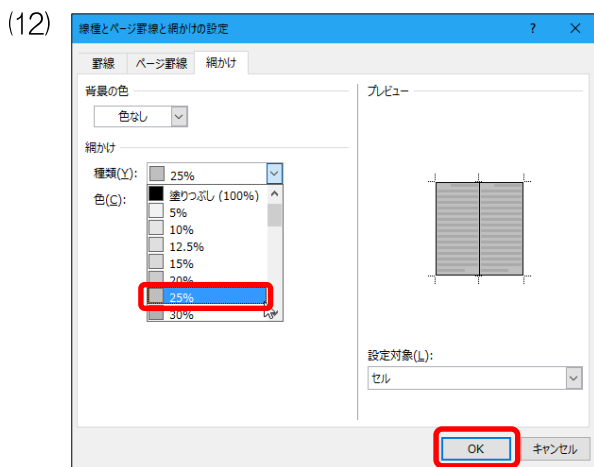 (12)
線種とページ罫線と網かけの設定 ? ×
罫線 ページ罫線 網かけ
背景の色
色なし
網かけ
種類(Y): 25%
色(C):
塗りつぶし (100%)
5%
10%
12.5%
15%
20%
25%
30%
プレビュー
設定対象(L):
セル
OK キャンセル